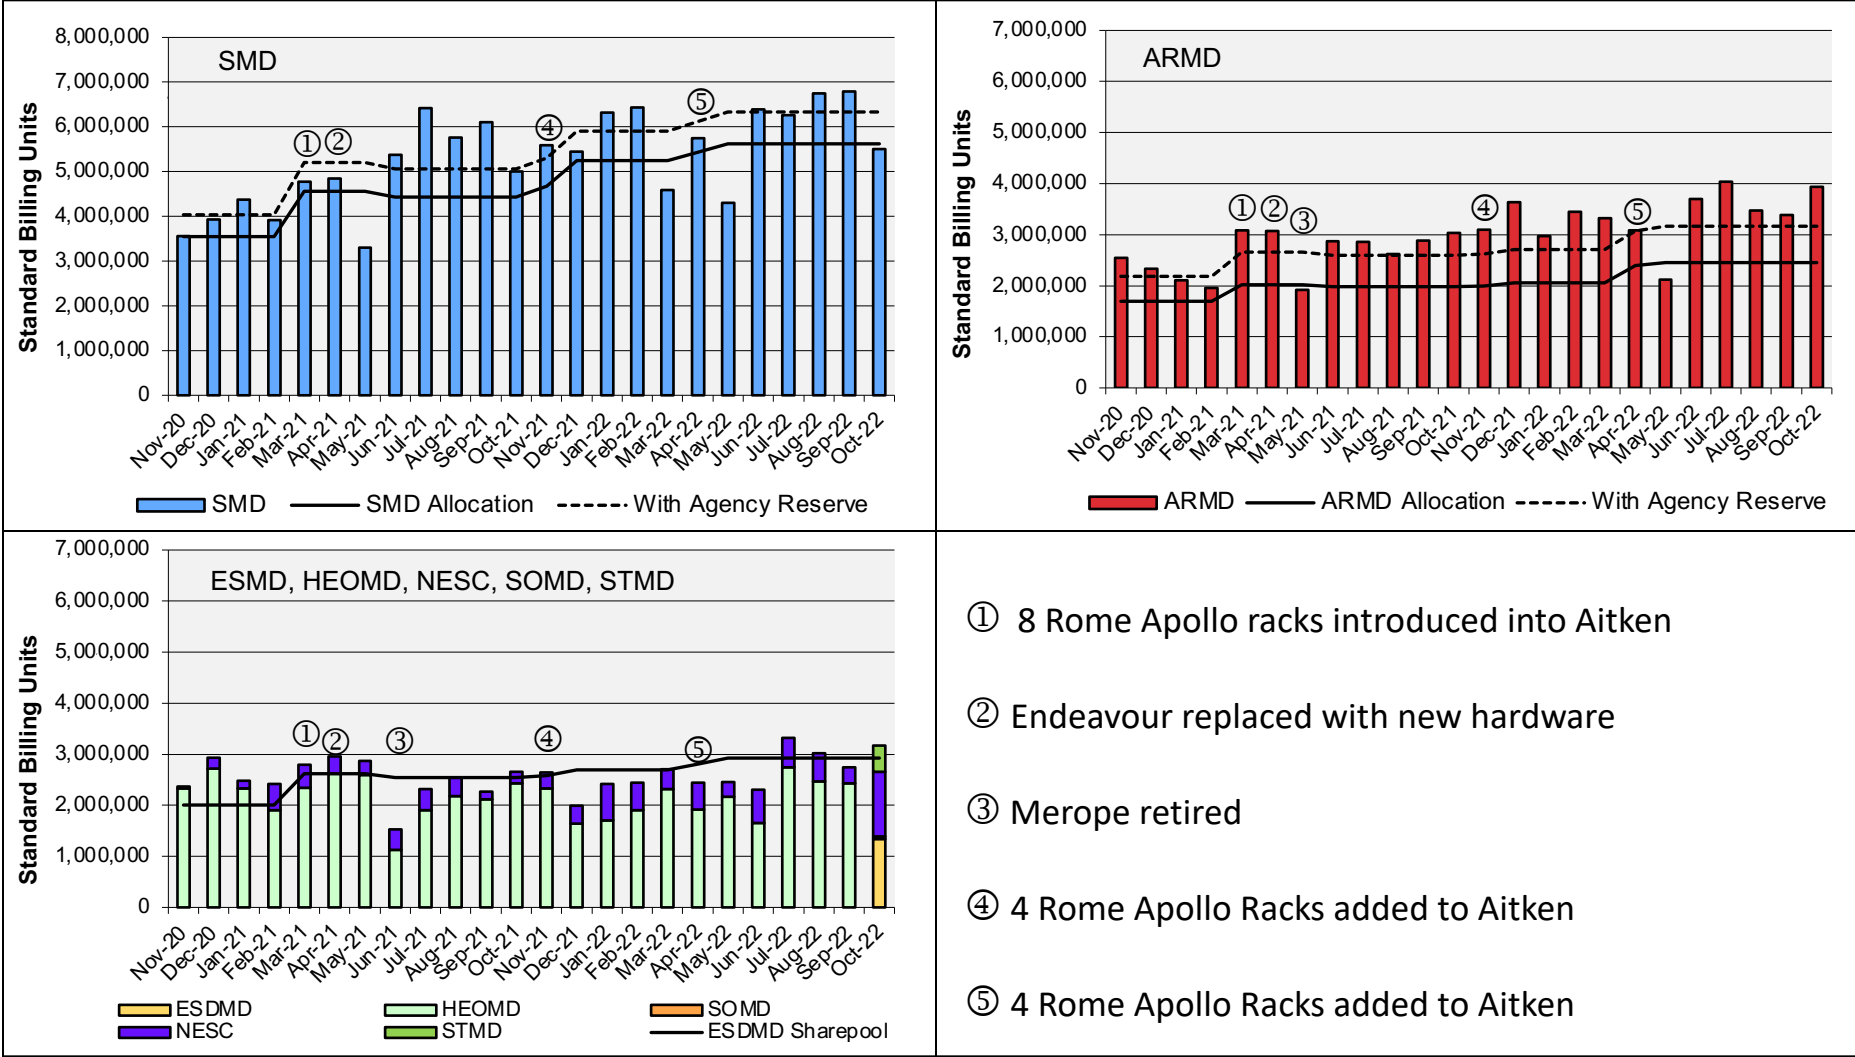 8,000,000
7,000,000
6,000,000
5,000,000
4,000,000
3,000,000
2,000,000
1,000,000
0
Standard Billing Units
SMD
① ② ④ ⑤
Nov-20 Dec-20 Jan-21 Feb-21 Mar-21 Apr-21 May-21 Jun-21 Jul-21 Aug-21 Sep-21 Oct-21 Nov-21 Dec-21 Jan-22 Feb-22 Mar-22 Apr-22 May-22 Jun-22 Jul-22 Aug-22 Sep-22 Oct-22
SMD SMD Allocation With Agency Reserve
7,000,000
6,000,000
5,000,000
4,000,000
3,000,000
2,000,000
1,000,000
0
Standard Billing Units
ARMD
① ② ③ ④ ⑤
Nov-20 Dec-20 Jan-21 Feb-21 Mar-21 Apr-21 May-21 Jun-21 Jul-21 Aug-21 Sep-21 Oct-21 Nov-21 Dec-21 Jan-22 Feb-22 Mar-22 Apr-22 May-22 Jun-22 Jul-22 Aug-22 Sep-22 Oct-22
ARMD ARMD Allocation With Agency Reserve
7,000,000
6,000,000
5,000,000
4,000,000
3,000,000
2,000,000
1,000,000
0
Standard Billing Units
ESMD, HEOMD, NESC, SOMD, STMD
① ② ③ ④ ⑤
Nov-20 Dec-20 Jan-21 Feb-21 Mar-21 Apr-21 May-21 Jun-21 Jul-21 Aug-21 Sep-21 Oct-21 Nov-21 Dec-21 Jan-22 Feb-22 Mar-22 Apr-22 May-22 Jun-22 Jul-22 Aug-22 Sep-22 Oct-22
ESDMD HEOMD SOMD
NESC STMD ESDMD Sharepool
① 8 Rome Apollo racks introduced into Aitken
② Endeavour replaced with new hardware
③ Merope retired
④ 4 Rome Apollo Racks added to Aitken
⑤ 4 Rome Apollo Racks added to Aitken